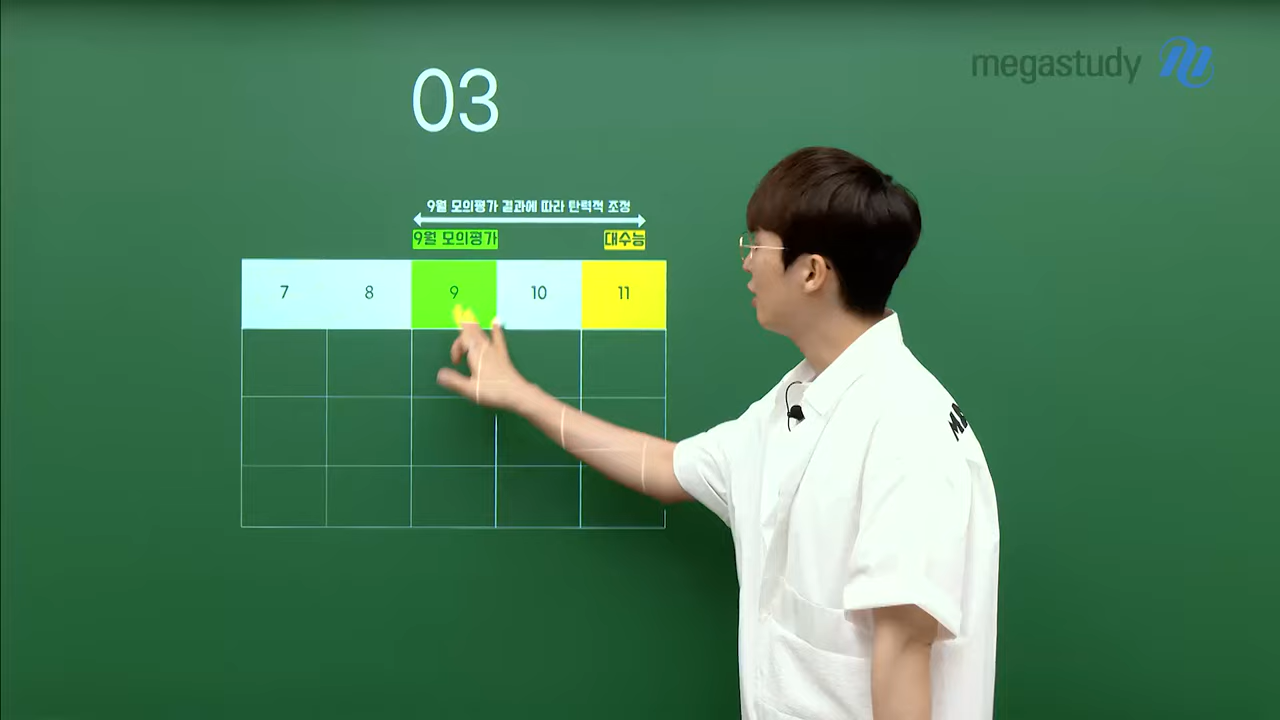 megastudy
03
9월 모의평가 결과에 따라 탄력적 조정
9월 모의평가
대수능
7 8 9 10 11